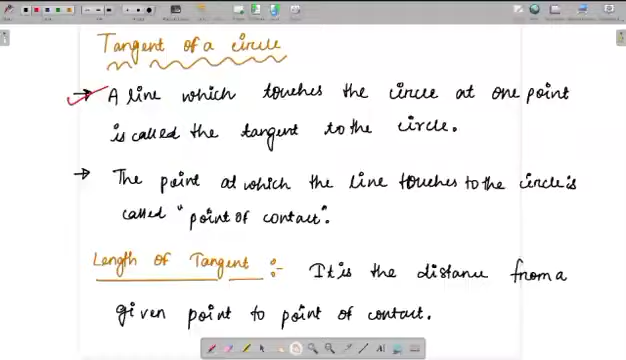 Tangent of a circle
→ A line which touches the circle at one point
is called the tangent to the circle.
→ The point at which the line touches to the circle is
called "point of contact".
Length of Tangent :- It is the distance from a
given point to point of contact.